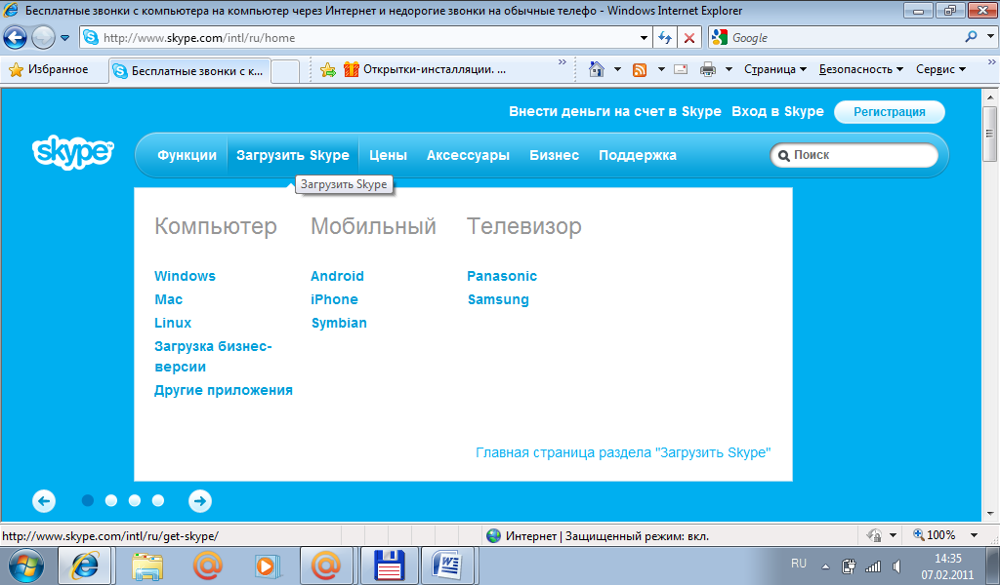 Бесплатные звонки с компьютера на компьютер через Интернет и недорогие звонки на обычные телефо - Windows Internet Explorer
http://www.skype.com/intl/ru/home
Google
Избранное
Бесплатные звонки с к...
Открытки-инсталляции. ...
»
Страница
Безопасность
Сервис
»
Внести деньги на счет в Skype
Вход в Skype
Регистрация
skype™
Функции
Загрузить Skype
Цены
Аксессуары
Бизнес
Поддержка
Поиск
Загрузить Skype
Компьютер
Мобильный
Телевизор
Windows
Android
Panasonic
Mac
iPhone
Samsung
Linux
Symbian
Загрузка бизнес-
версии
Другие приложения
Главная страница раздела "Загрузить Skype"
http://www.skype.com/intl/ru/get-skype/
Интернет | Защищенный режим: вкл.
100%
RU
14:35
07.02.2011